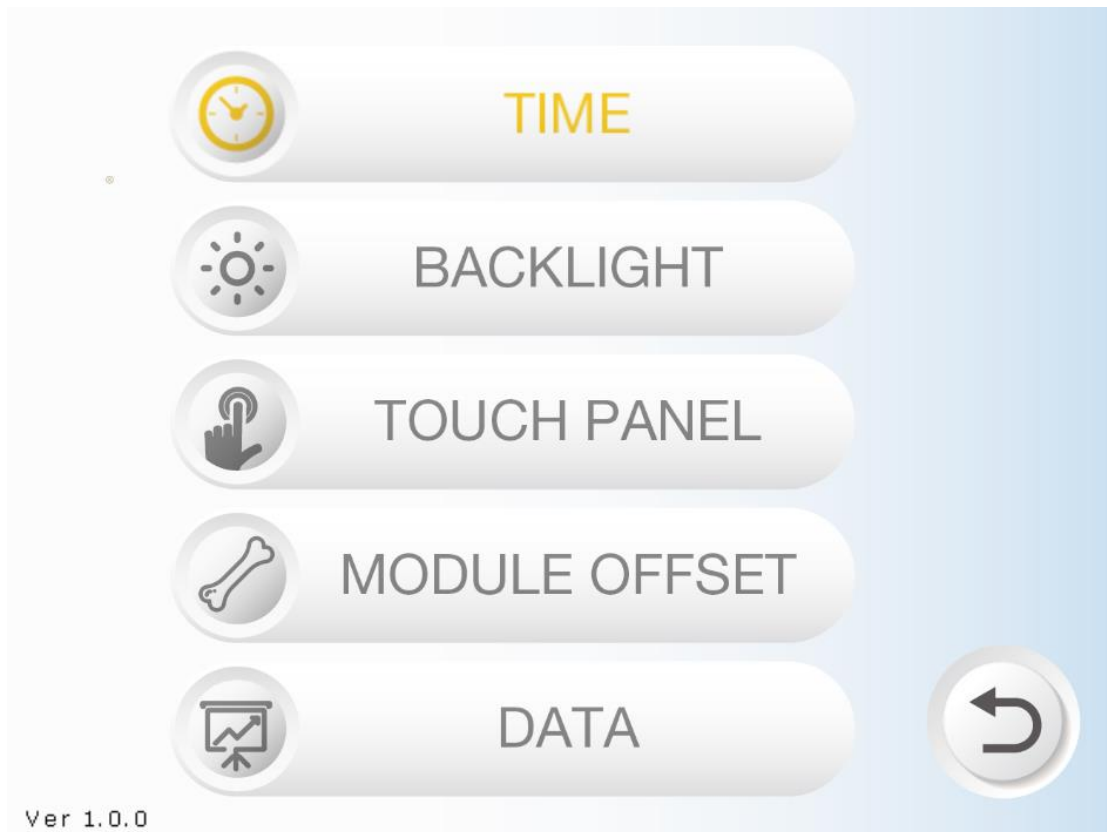 TIME
BACKLIGHT
TOUCH PANEL
MODULE OFFSET
DATA
Ver 1.0.0